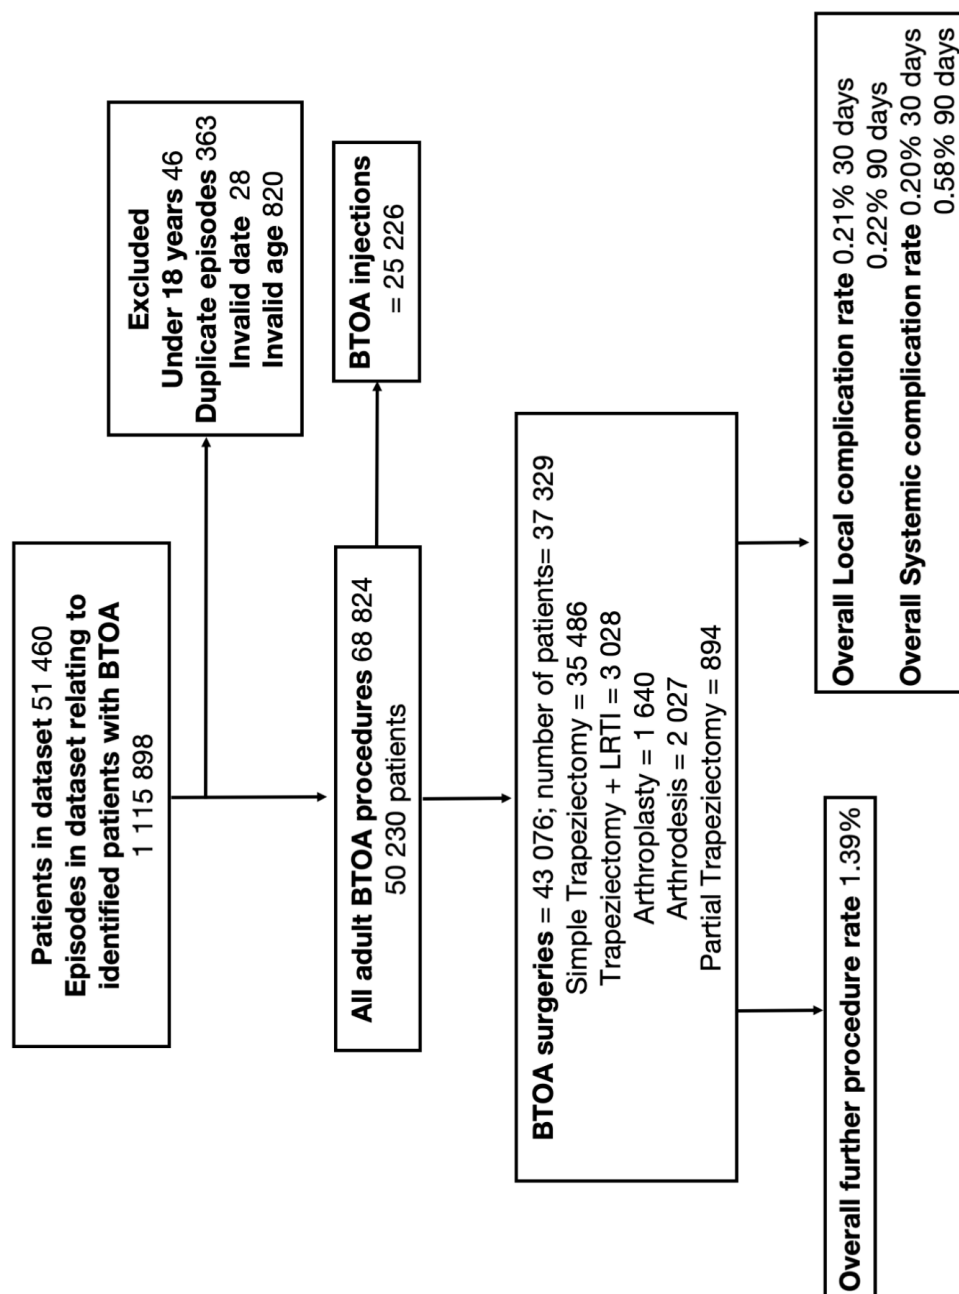 Patients in dataset 51 460
Episodes in dataset relating to
identified patients with BTOA
1 115 898
Excluded
Under 18 years 46
Duplicate episodes 363
Invalid date 28
Invalid age 820
All adult BTOA procedures 68 824
50 230 patients
BTOA injections
= 25 226
BTOA surgeries = 43 076; number of patients= 37 329
Simple Trapeziectomy = 35 486
Trapeziectomy + LRTI = 3 028
Arthroplasty = 1 640
Arthrodesis = 2 027
Partial Trapeziectomy = 894
Overall further procedure rate 1.39%
Overall Local complication rate 0.21% 30 days
0.22% 90 days
Overall Systemic complication rate 0.20% 30 days
0.58% 90 days